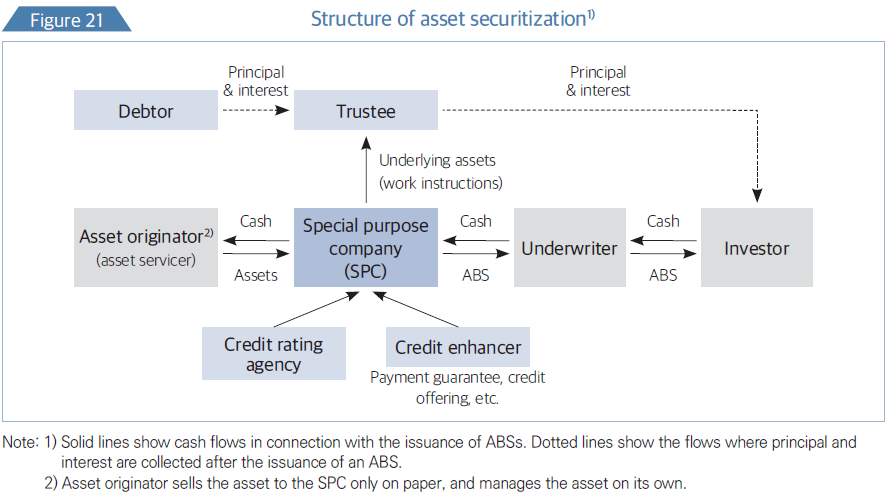 Figure 21
Structure of asset securitization1)
Principal
& interest
Principal
& interest
Debtor
Trustee
Underlying assets
(work instructions)
Asset originator2)
(asset servicer)
Cash
Assets
Special purpose
company
(SPC)
Cash
ABS
Underwriter
Cash
ABS
Investor
Credit rating
agency
Credit enhancer
Payment guarantee, credit
offering, etc.
Note: 1) Solid lines show cash flows in connection with the issuance of ABSs. Dotted lines show the flows where principal and
interest are collected after the issuance of an ABS.
2) Asset originator sells the asset to the SPC only on paper, and manages the asset on its own.